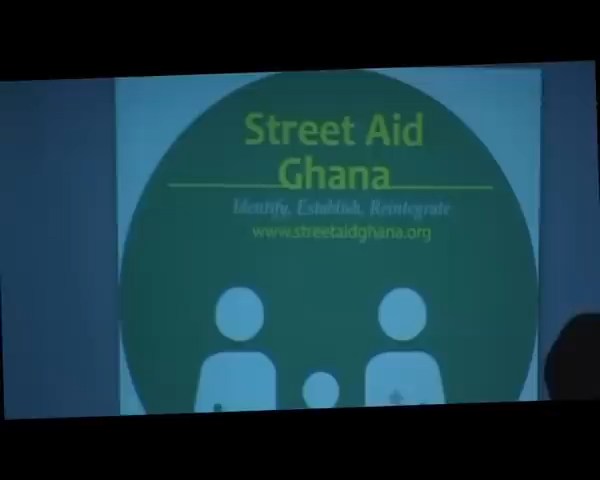 Street Aid
Ghana
Identify, Establish, Reintegrate
www.streetaidghana.org